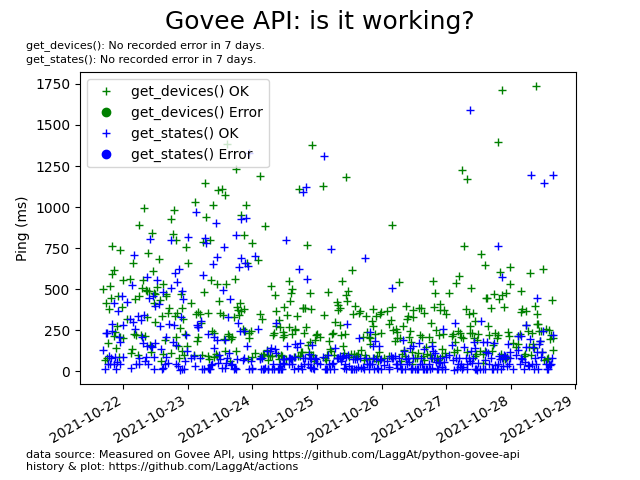 Govee API: is it working?
get_devices(): No recorded error in 7 days.
get_states(): No recorded error in 7 days.
get_devices() OK
get_devices() Error
get_states() OK
get_states() Error
Ping (ms)
1750
1500
1250
1000
750
500
250
0
2021-10-22
2021-10-23
2021-10-24
2021-10-25
2021-10-26
2021-10-27
2021-10-28
2021-10-29
data source: Measured on Govee API, using https://github.com/LaggAt/python-govee-api
history & plot: https://github.com/LaggAt/actions